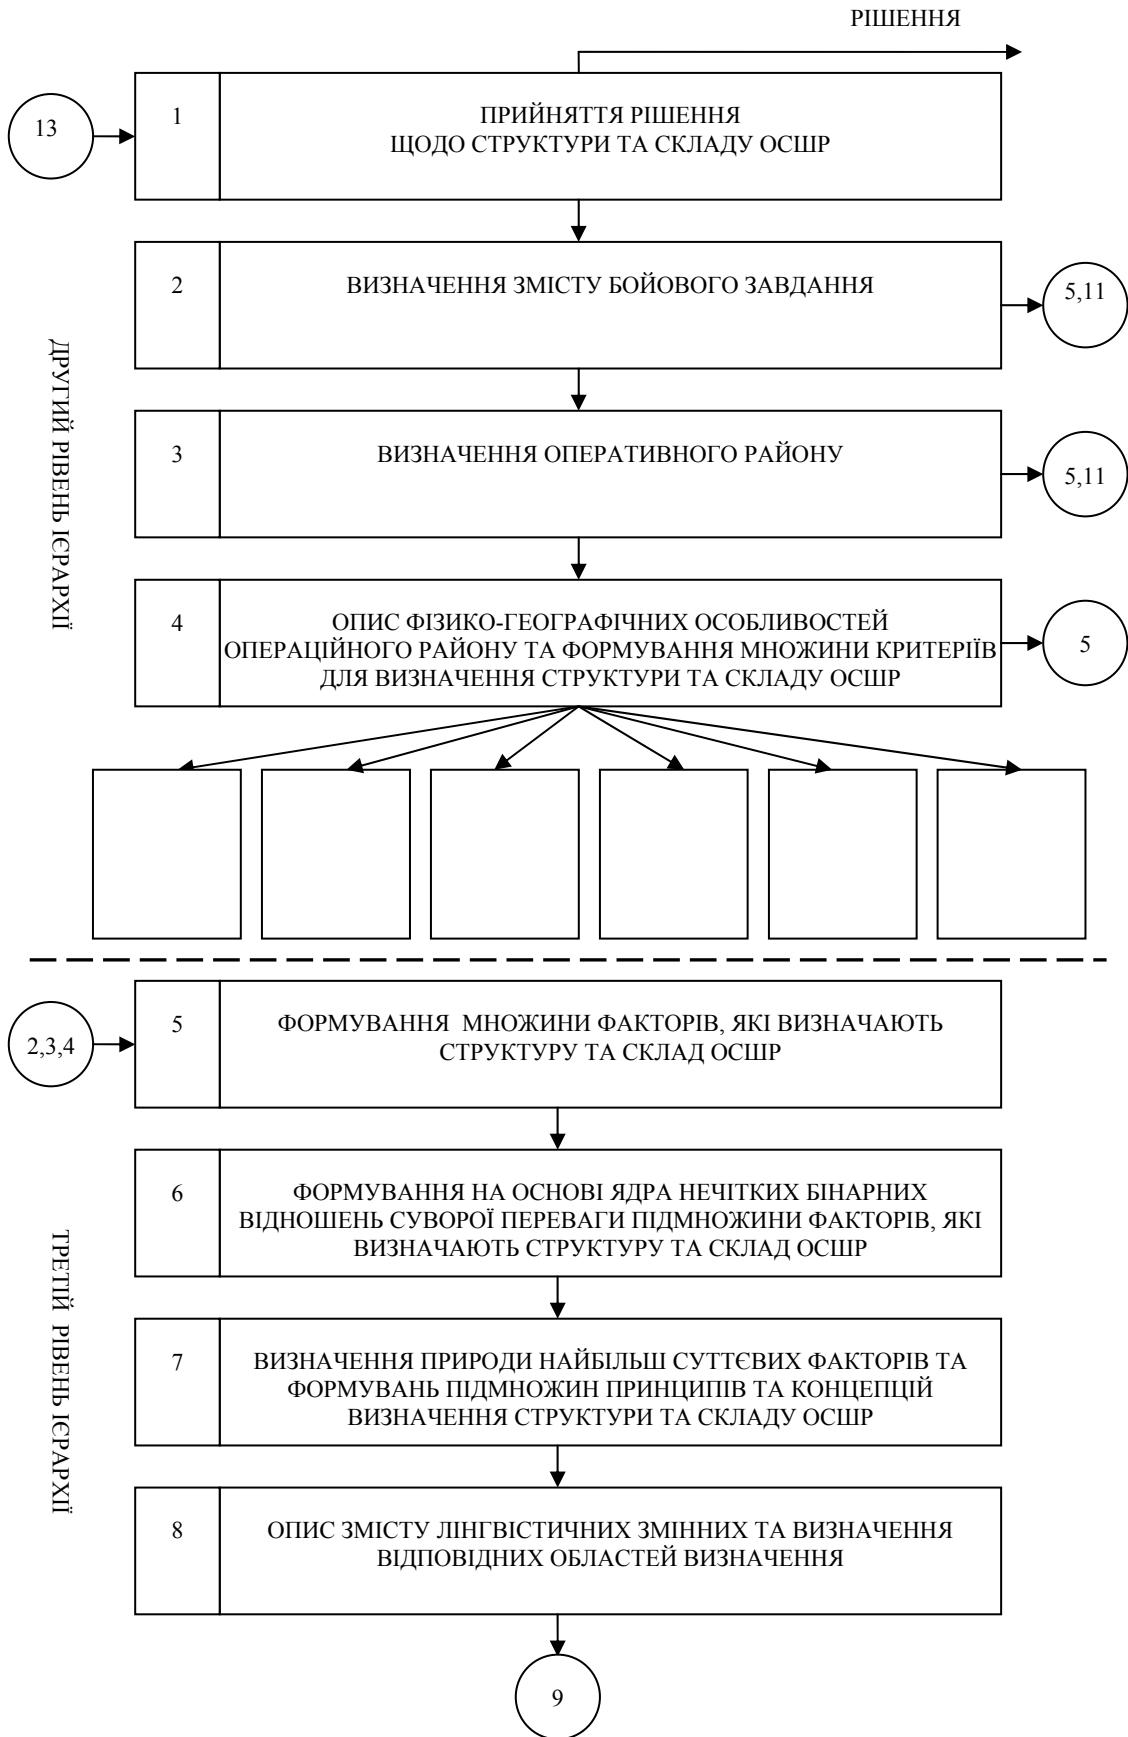 РІШЕННЯ
13
1
ПРИЙНЯТТЯ РІШЕННЯ
ЩОДО СТРУКТУРИ ТА СКЛАДУ ОСШР
2
ВИЗНАЧЕННЯ ЗМІСТУ БОЙОВОГО ЗАВДАННЯ
5,11
ДРУГИЙ РІВЕНЬ ІЄРАРХІЇ
3
ВИЗНАЧЕННЯ ОПЕРАТИВНОГО РАЙОНУ
5,11
4
ОПИС ФІЗИКО-ГЕОГРАФІЧНИХ ОСОБЛИВОСТЕЙ
ОПЕРАЦІЙНОГО РАЙОНУ ТА ФОРМУВАННЯ МНОЖИНИ КРИТЕРІЇВ
ДЛЯ ВИЗНАЧЕННЯ СТРУКТУРИ ТА СКЛАДУ ОСШР
5
2,3,4
5
ФОРМУВАННЯ МНОЖИНИ ФАКТОРІВ, ЯКІ ВИЗНАЧАЮТЬ
СТРУКТУРУ ТА СКЛАД ОСШР
6
ФОРМУВАННЯ НА ОСНОВІ ЯДРА НЕЧІТКИХ БІНАРНИХ
ВІДНОШЕНЬ СУВОРОЇ ПЕРЕВАГИ ПІДМНОЖИНИ ФАКТОРІВ, ЯКІ
ВИЗНАЧАЮТЬ СТРУКТУРУ ТА СКЛАД ОСШР
ТРЕТІЙ РІВЕНЬ ІЄРАРХІЇ
7
ВИЗНАЧЕННЯ ПРИРОДИ НАЙБІЛЬШ СУТТЄВИХ ФАКТОРІВ ТА
ФОРМУВАНЬ ПІДМНОЖИН ПРИНЦИПІВ ТА КОНЦЕПЦІЙ
ВИЗНАЧЕННЯ СТРУКТУРИ ТА СКЛАДУ ОСШР
8
ОПИС ЗМІСТУ ЛІНГВІСТИЧНИХ ЗМІННИХ ТА ВИЗНАЧЕННЯ
ВІДПОВІДНИХ ОБЛАСТЕЙ ВИЗНАЧЕННЯ
9